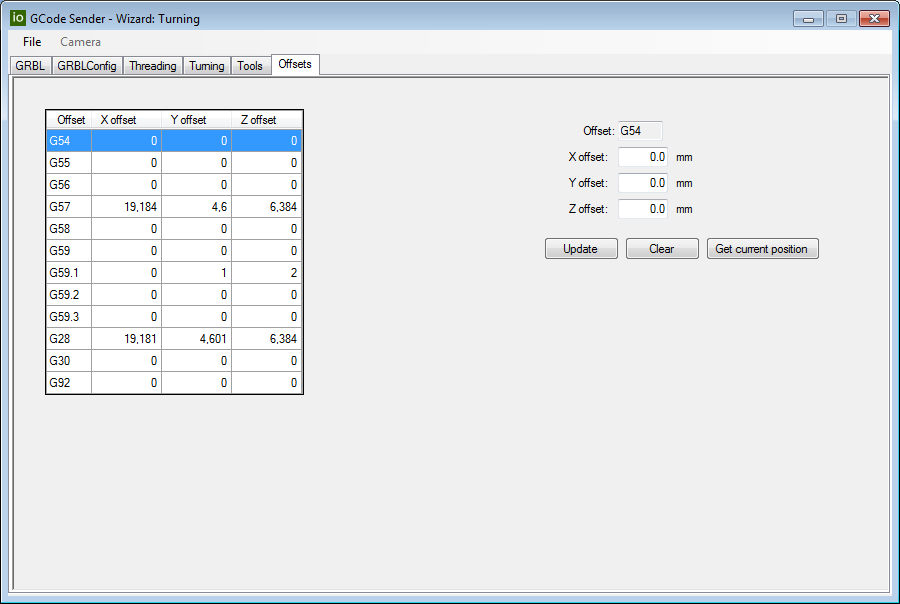 io GCode Sender - Wizard: Turning
File Camera
GRBL GRBLConfig Threading Turning Tools Offsets
Offset X offset Y offset Z offset
G54 0 0 0
G55 0 0 0
G56 0 0 0
G57 19,184 4,6 6,384
G58 0 0 0
G59 0 0 0
G59.1 0 1 2
G59.2 0 0 0
G59.3 0 0 0
G28 19,181 4,601 6,384
G30 0 0 0
G92 0 0 0
Offset: G54
X offset: 0.0 mm
Y offset: 0.0 mm
Z offset: 0.0 mm
Update Clear Get current position